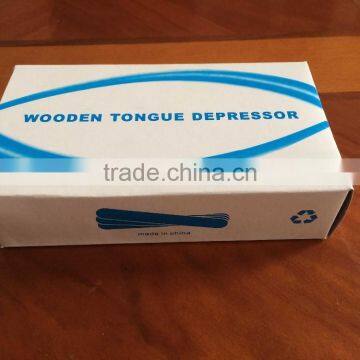 WOODEN TONGUE DEPRESSOR
trade.china.cn
made in china